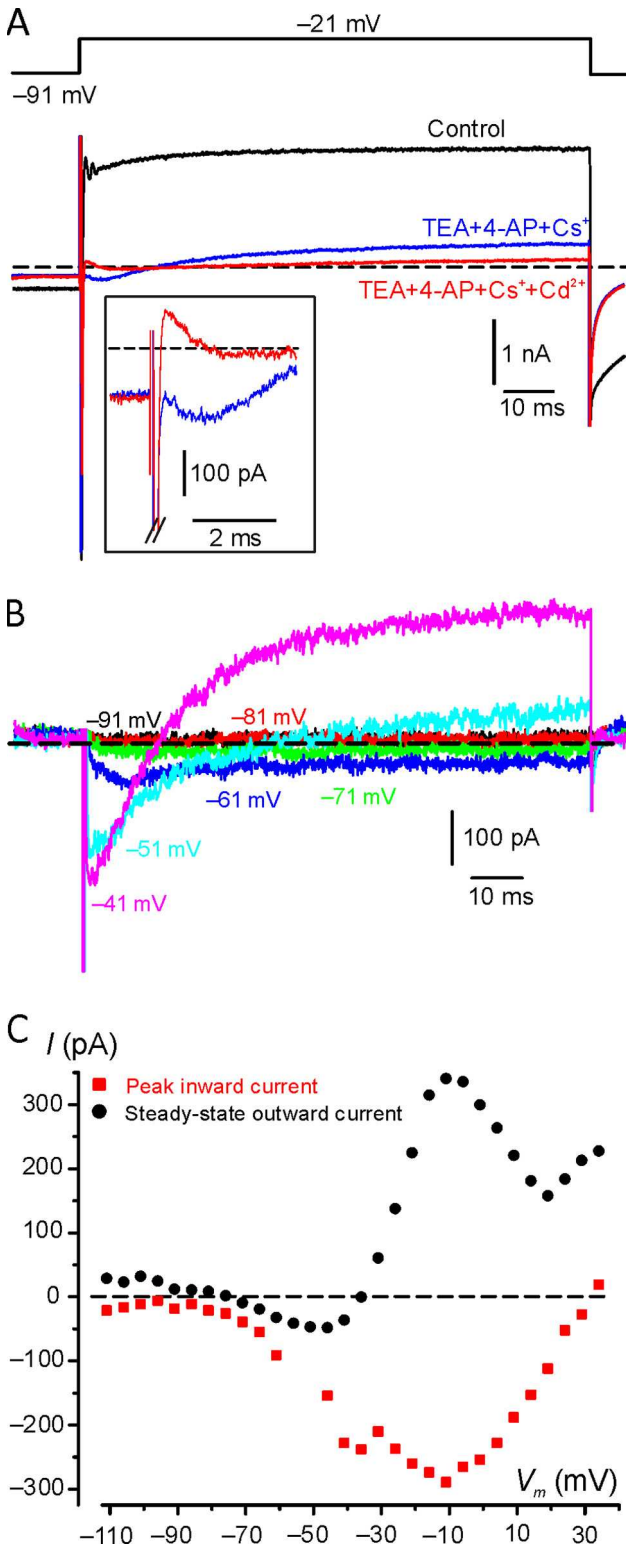 A
–21 mV
–91 mV
Control
TEA+4-AP+Cs⁺
TEA+4-AP+Cs⁺+Cd²⁺
1 nA
10 ms
100 pA
2 ms
B
–91 mV
–81 mV
–61 mV
–71 mV
–51 mV
–41 mV
100 pA
10 ms
C
I (pA)
Peak inward current
Steady-state outward current
300
200
100
0
–100
–200
–300
Vₘ (mV)
–110 –90 –70 –50 –30 –10 10 30